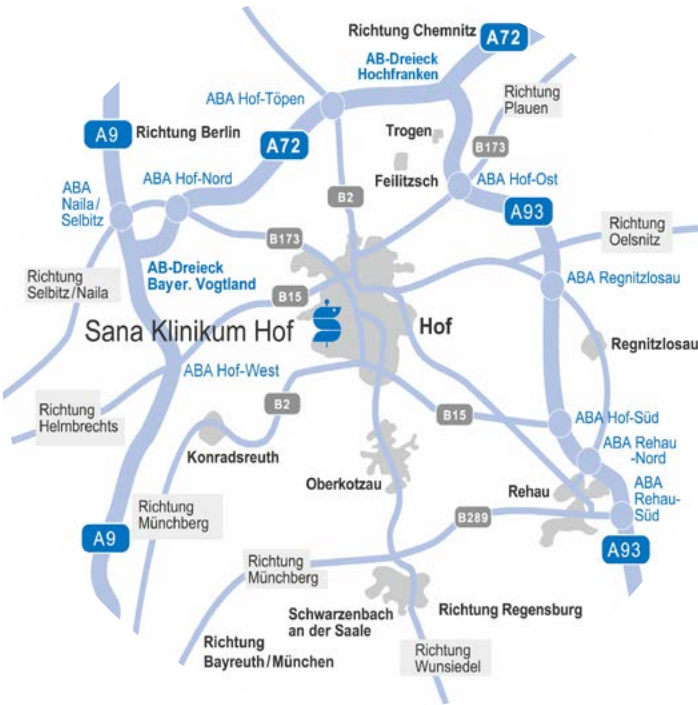 Richtung Chemnitz
A72
AB-Dreieck
Hochfranken
Richtung
Plauen
ABA Hof-Töpen
A9
Richtung Berlin
A72
Trogen
B173
Feilitzsch
ABA Hof-Ost
ABA
Naila/
Selbitz
ABA Hof-Nord
B2
A93
Richtung
Oelsnitz
B173
Richtung
Selbitz/Naila
AB-Dreieck
Bayer. Vogtland
ABA Regnitzlosau
B15
Sana Klinikum Hof
Hof
Regnitzlosau
ABA Hof-West
Richtung
Helmbrechts
B2
B15
ABA Hof-Süd
Konradsreuth
ABA Rehau
-Nord
Oberkotzau
Rehau
ABA
Rehau-
Süd
Richtung
Münchberg
B289
A9
A93
Richtung
Münchberg
Schwarzenbach
an der Saale
Richtung Regensburg
Richtung
Bayreuth/München
Richtung
Wunsiedel